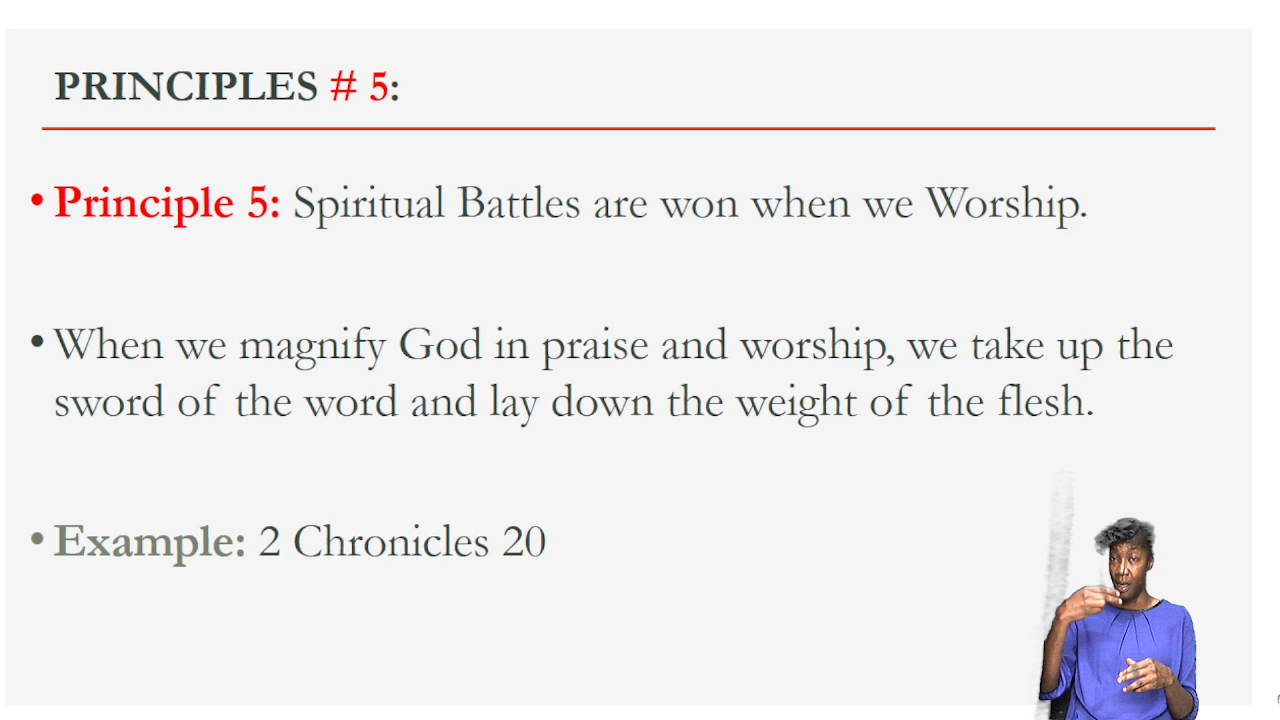 PRINCIPLES # 5:
• Principle 5: Spiritual Battles are won when we Worship.
• When we magnify God in praise and worship, we take up the
sword of the word and lay down the weight of the flesh.
• Example: 2 Chronicles 20